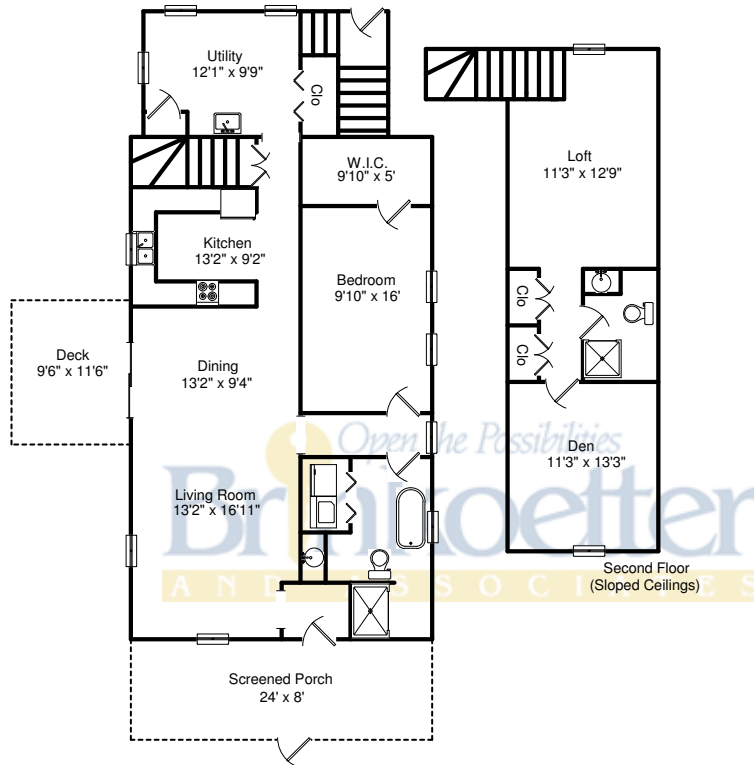 Utility
12'1" x 9'9"
Clo
W.I.C.
9'10" x 5'
Kitchen
13'2" x 9'2"
Bedroom
9'10" x 16'
Deck
9'6" x 11'6"
Dining
13'2" x 9'4"
Living Room
13'2" x 16'11"
Screened Porch
24' x 8'
Loft
11'3" x 12'9"
Clo
Clo
Den
11'3" x 13'3"
Second Floor
(Sloped Ceilings)
Open the Possibilities
Brinkoetter
AND ASSOCIATES